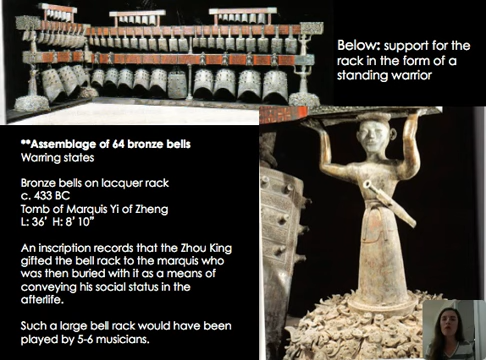 Below: support for the
rack in the form of a
standing warrior
**Assemblage of 64 bronze bells
Warring states
Bronze bells on lacquer rack
c. 433 BC
Tomb of Marquis Yi of Zheng
L: 36' H: 8' 10"
An inscription records that the Zhou King
gifted the bell rack to the marquis who
was then buried with it as a means of
conveying his social status in the
afterlife.
Such a large bell rack would have been
played by 5-6 musicians.